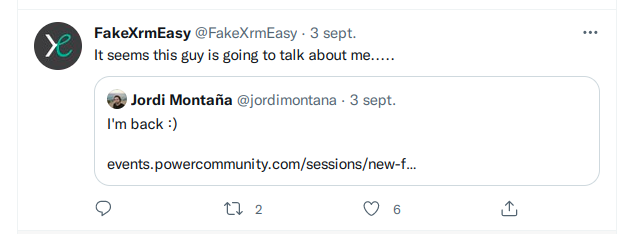 FakeXrmEasy @FakeXrmEasy · 3 sept.
It seems this guy is going to talk about me.....
Jordi Montaña @jordimontana · 3 sept.
I'm back :)
events.powercommunity.com/sessions/new-f...
2 6